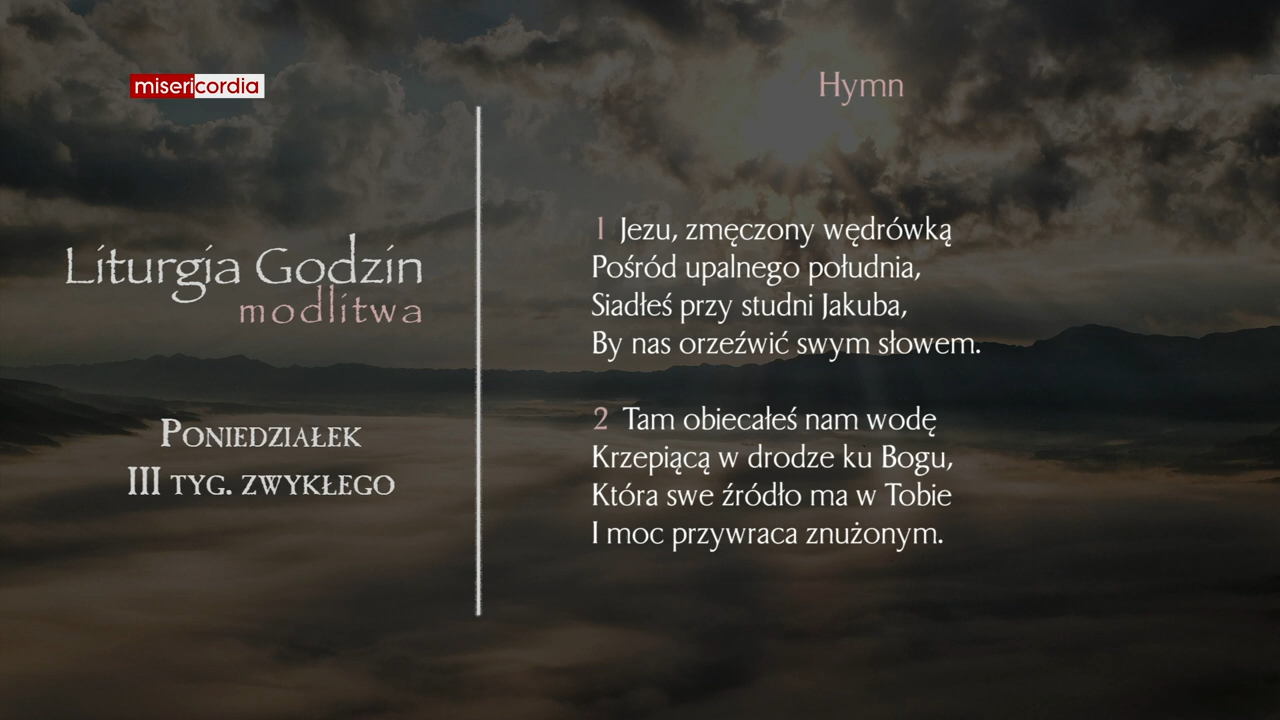 misericordia
Liturgia Godzin
modlitwa
Poniedziałek
III tyg. zwykłego
Hymn
1 Jezu, zmęczony wędrówką
Pośród upalnego południa,
Siadłeś przy studni Jakuba,
By nas orzeźwić swym słowem.
2 Tam obiecałeś nam wodę
Krzepiącą w drodze ku Bogu,
Która swe źródło ma w Tobie
I moc przywraca znużonym.